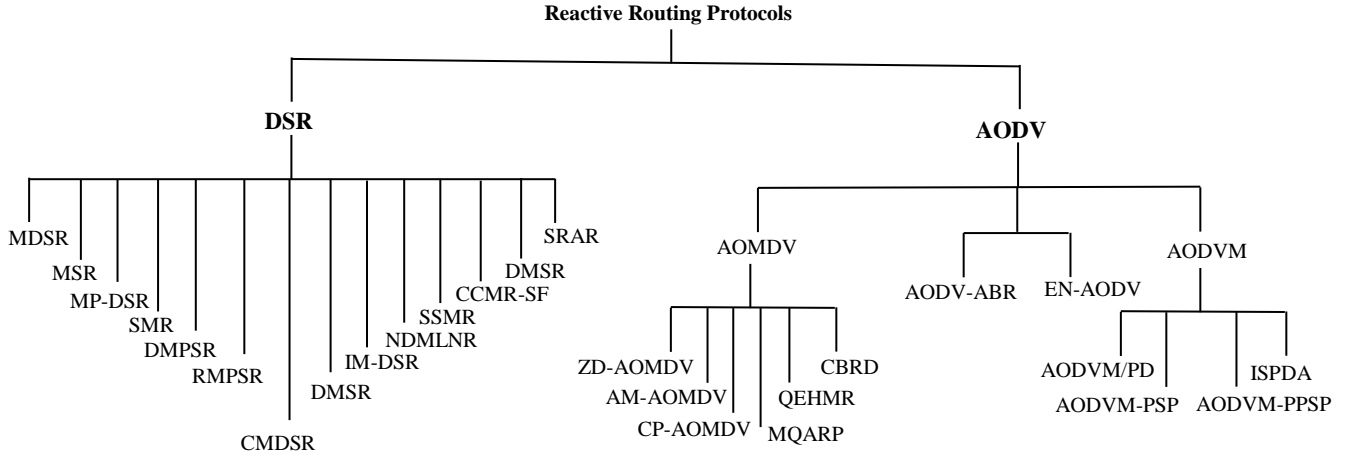 Reactive Routing Protocols
DSR
AODV
MDSR
MSR
MP-DSR
SMR
DMPSR
RMPSR
CMDSR
DMSR
IM-DSR
NDMLNR
SSMR
CCMR-SF
DMSR
SRAR
AOMDV
AODV-ABR
EN-AODV
AODVM
ZD-AOMDV
AM-AOMDV
CP-AOMDV
MQARP
QEHMR
CBRD
AODVM/PD
AODVM-PSP
AODVM-PPSP
ISPDA